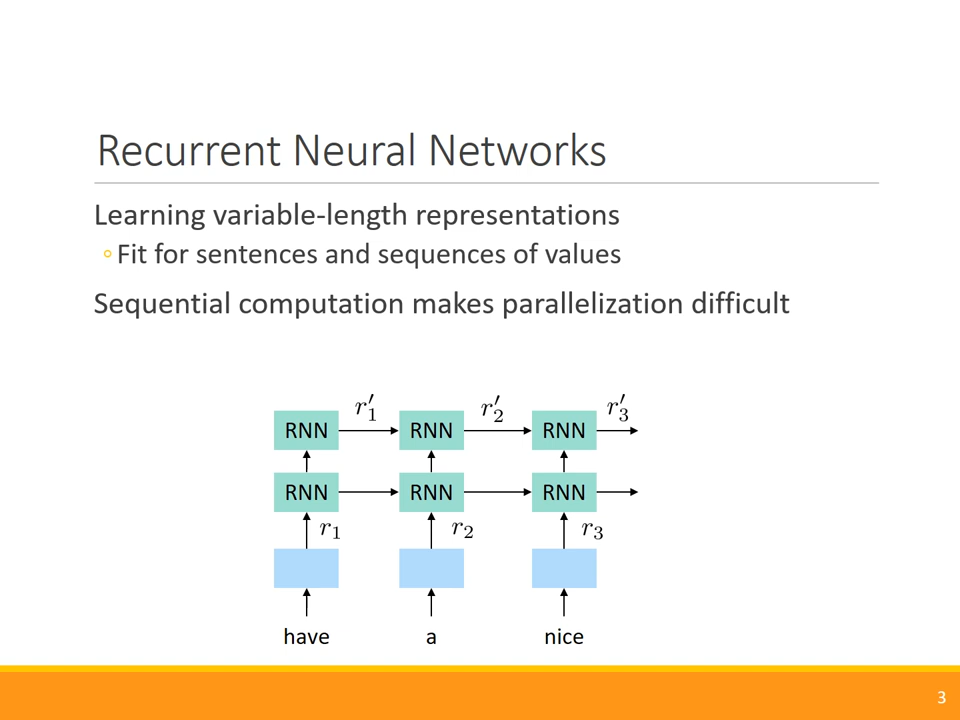 Recurrent Neural Networks
Learning variable-length representations
◦ Fit for sentences and sequences of values
Sequential computation makes parallelization difficult
r′₁ r′₂ r′₃
RNN RNN RNN
RNN RNN RNN
r₁ r₂ r₃
have a nice
3